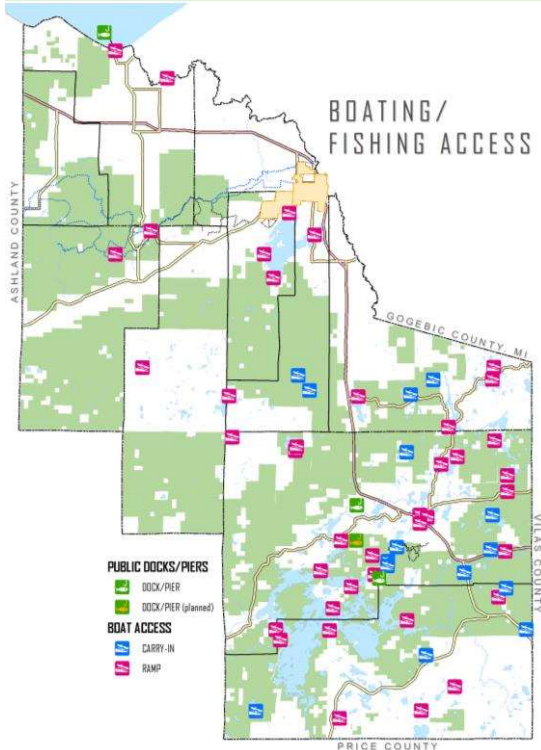 BOATING/
FISHING ACCESS
ASHLAND COUNTY
GOGEBIC COUNTY, MI
VILAS COUNTY
PUBLIC DOCKS/PIERS
DOCK/PIER
DOCK/PIER (planned)
BOAT ACCESS
CARRY-IN
RAMP
PRICE COUNTY